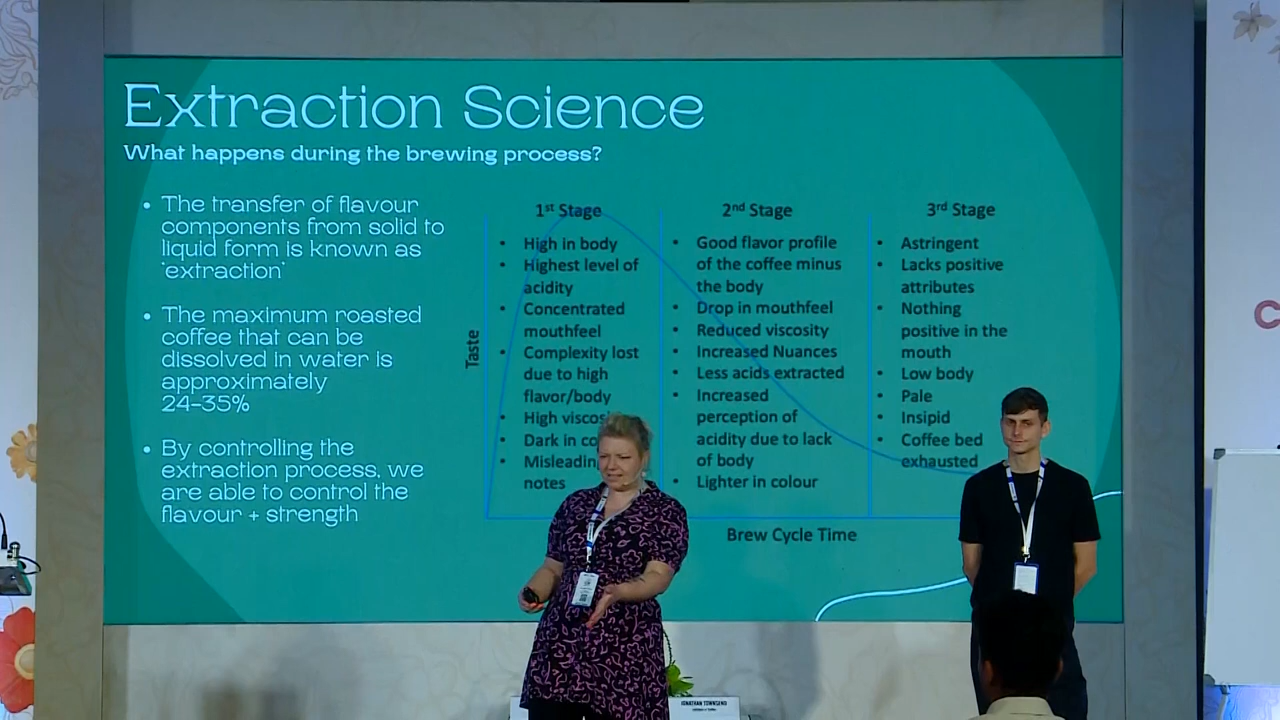 Extraction Science
What happens during the brewing process?
• The transfer of flavour
components from solid to
liquid form is known as
'extraction'
• The maximum roasted
coffee that can be
dissolved in water is
approximately
24-35%
• By controlling the
extraction process, we
are able to control the
flavour + strength
Taste
1st Stage
• High in body
• Highest level of
acidity
• Concentrated
mouthfeel
• Complexity lost
due to high
flavor/body
• High
• Dark in
•
notes
2nd Stage
• Good flavor profile
of the coffee minus
the body
• Drop in mouthfeel
• Reduced viscosity
• Increased Nuances
• Less acids extracted
• Increased
perception of
acidity due to lack
of body
• Lighter in colour
3rd Stage
• Astringent
• Lacks positive
attributes
• Nothing
positive in the
mouth
• Low body
• Pale
• Insipid
• Coffee bed
exhausted
Brew Cycle Time
C
JONATHAN TOWNSEND